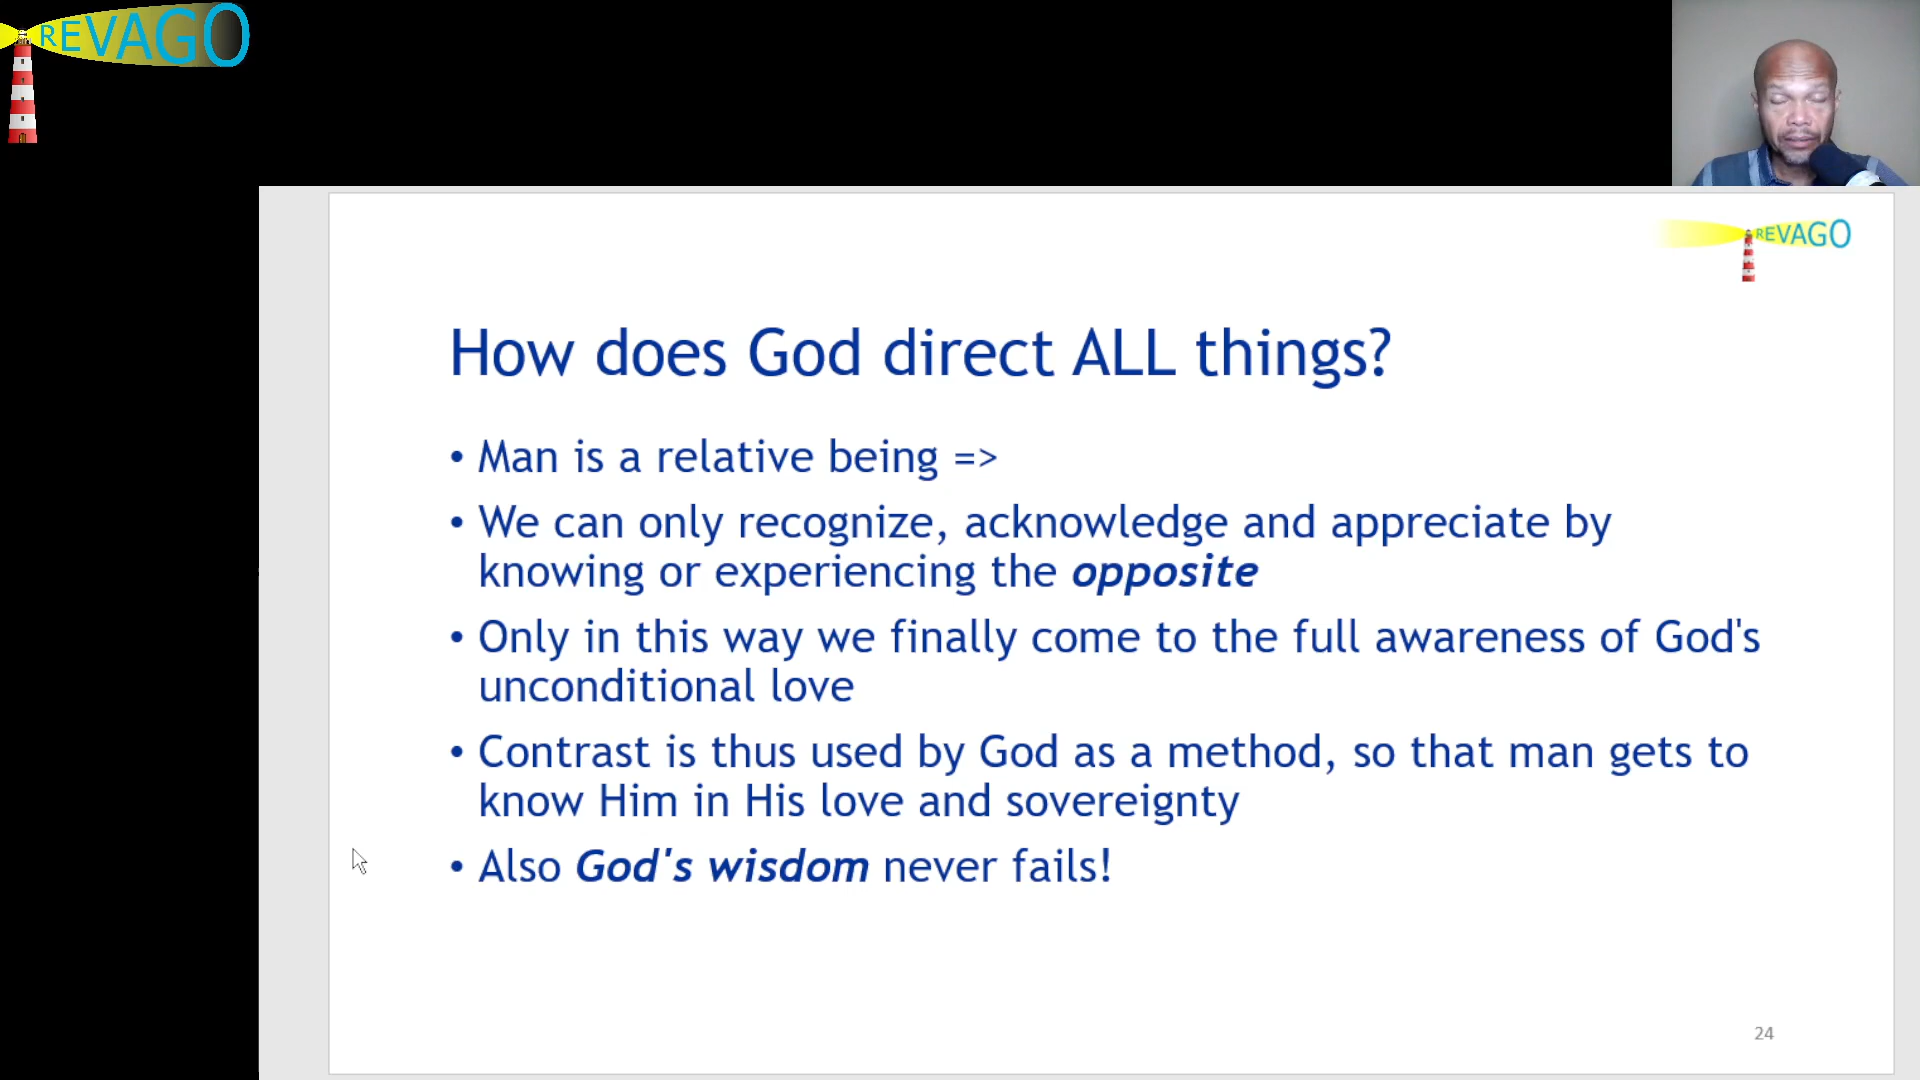 REVAGO
REVAGO
How does God direct ALL things?
• Man is a relative being =>
• We can only recognize, acknowledge and appreciate by
knowing or experiencing the opposite
• Only in this way we finally come to the full awareness of God's
unconditional love
• Contrast is thus used by God as a method, so that man gets to
know Him in His love and sovereignty
• Also God's wisdom never fails!
24